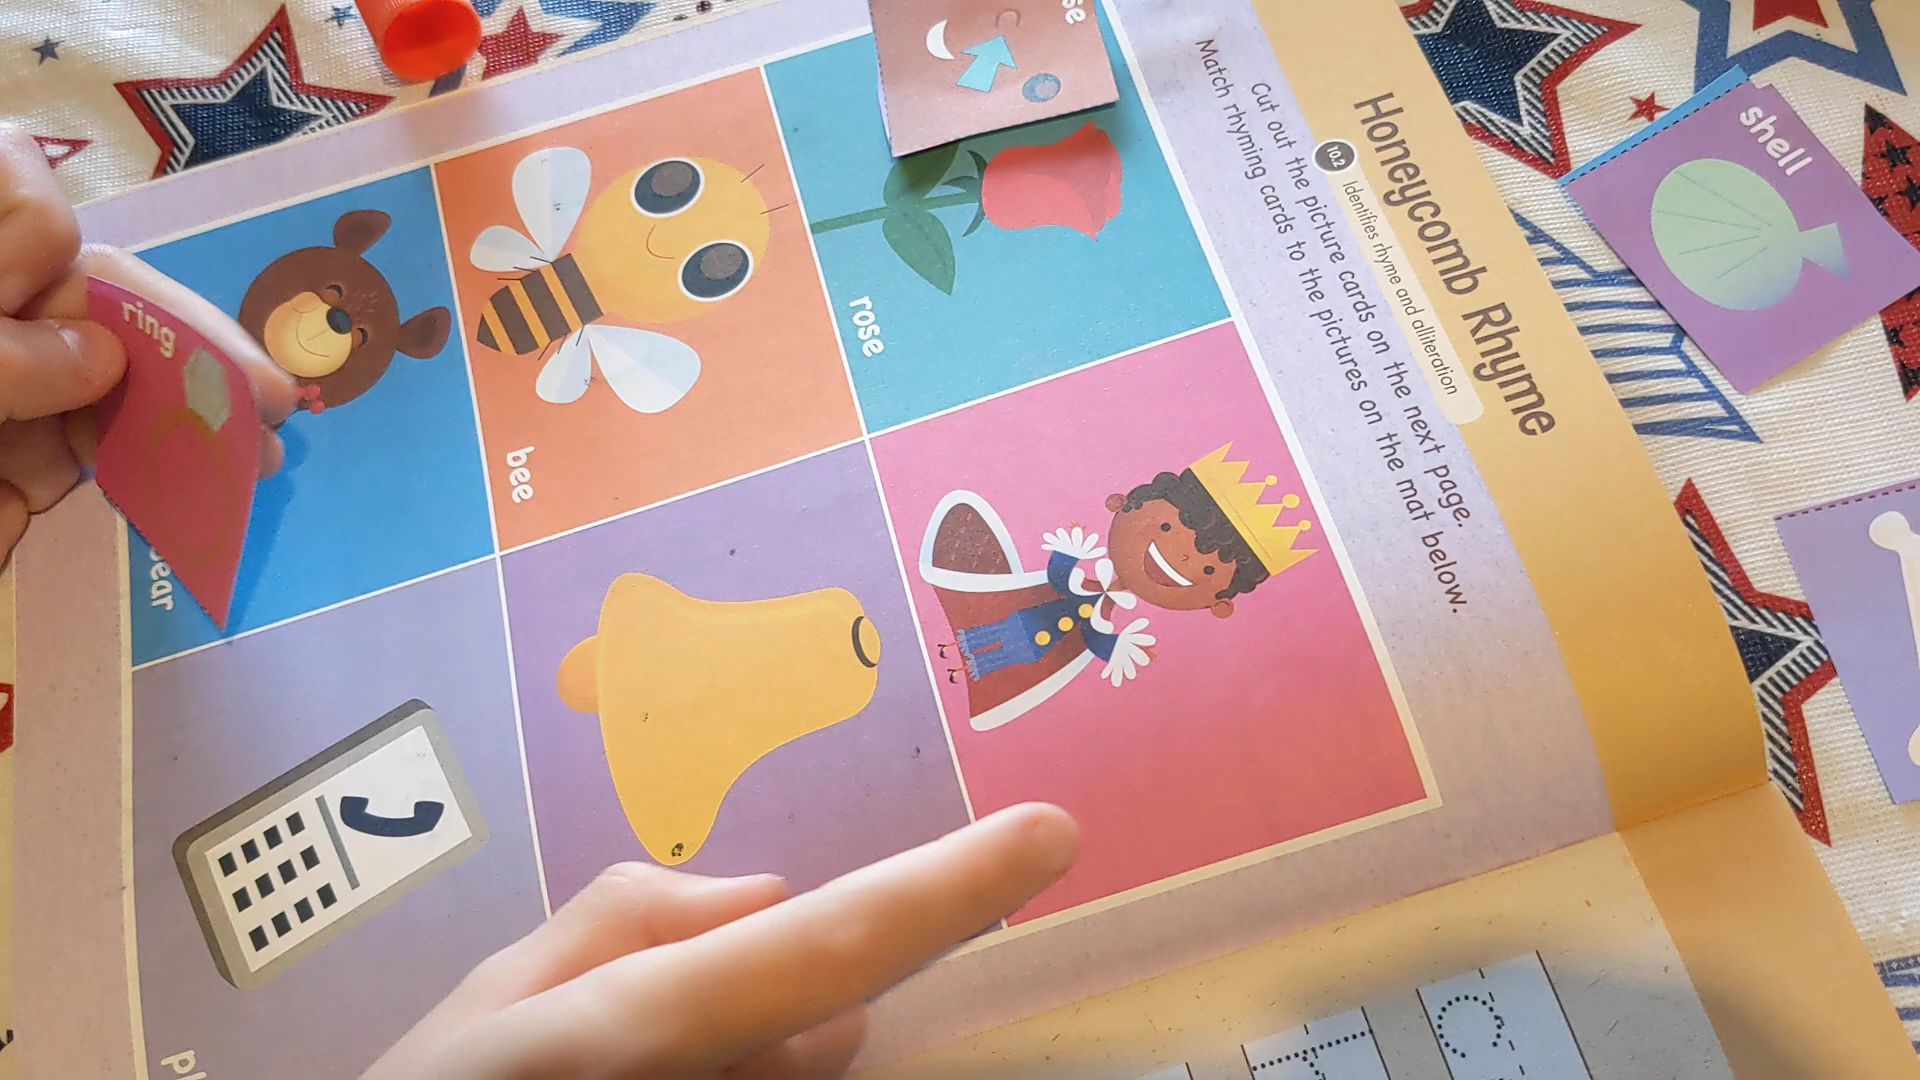 Honeycomb Rhyme
10.2 Identifies rhyme and alliteration
Cut out the picture cards on the next page.
Match rhyming cards to the pictures on the mat below.
rose
bee
ring
shell